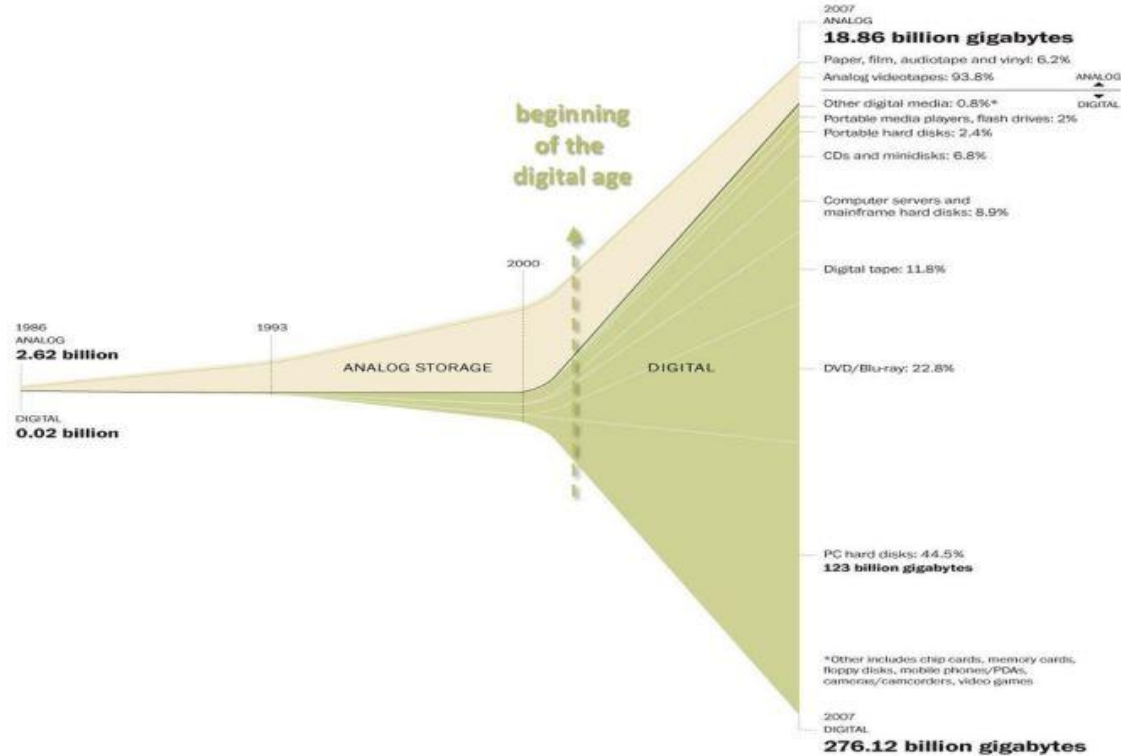 2007
ANALOG
18.86 billion gigabytes
Paper, film, audiotape and vinyl: 6.2%
Analog videotapes: 93.8%
ANALOG
DIGITAL
Other digital media: 0.8%*
Portable media players, flash drives: 2%
Portable hard disks: 2.4%
CDs and minidisks: 6.8%
Computer servers and
mainframe hard disks: 8.9%
Digital tape: 11.8%
DVD/Blu-ray: 22.8%
PC hard disks: 44.5%
123 billion gigabytes
*Other includes chip cards, memory cards,
floppy disks, mobile phones/PDAs,
cameras/camcorders, video games
2007
DIGITAL
276.12 billion gigabytes
beginning
of the
digital age
2000
1993
1986
ANALOG
2.62 billion
ANALOG STORAGE
DIGITAL
DIGITAL
0.02 billion